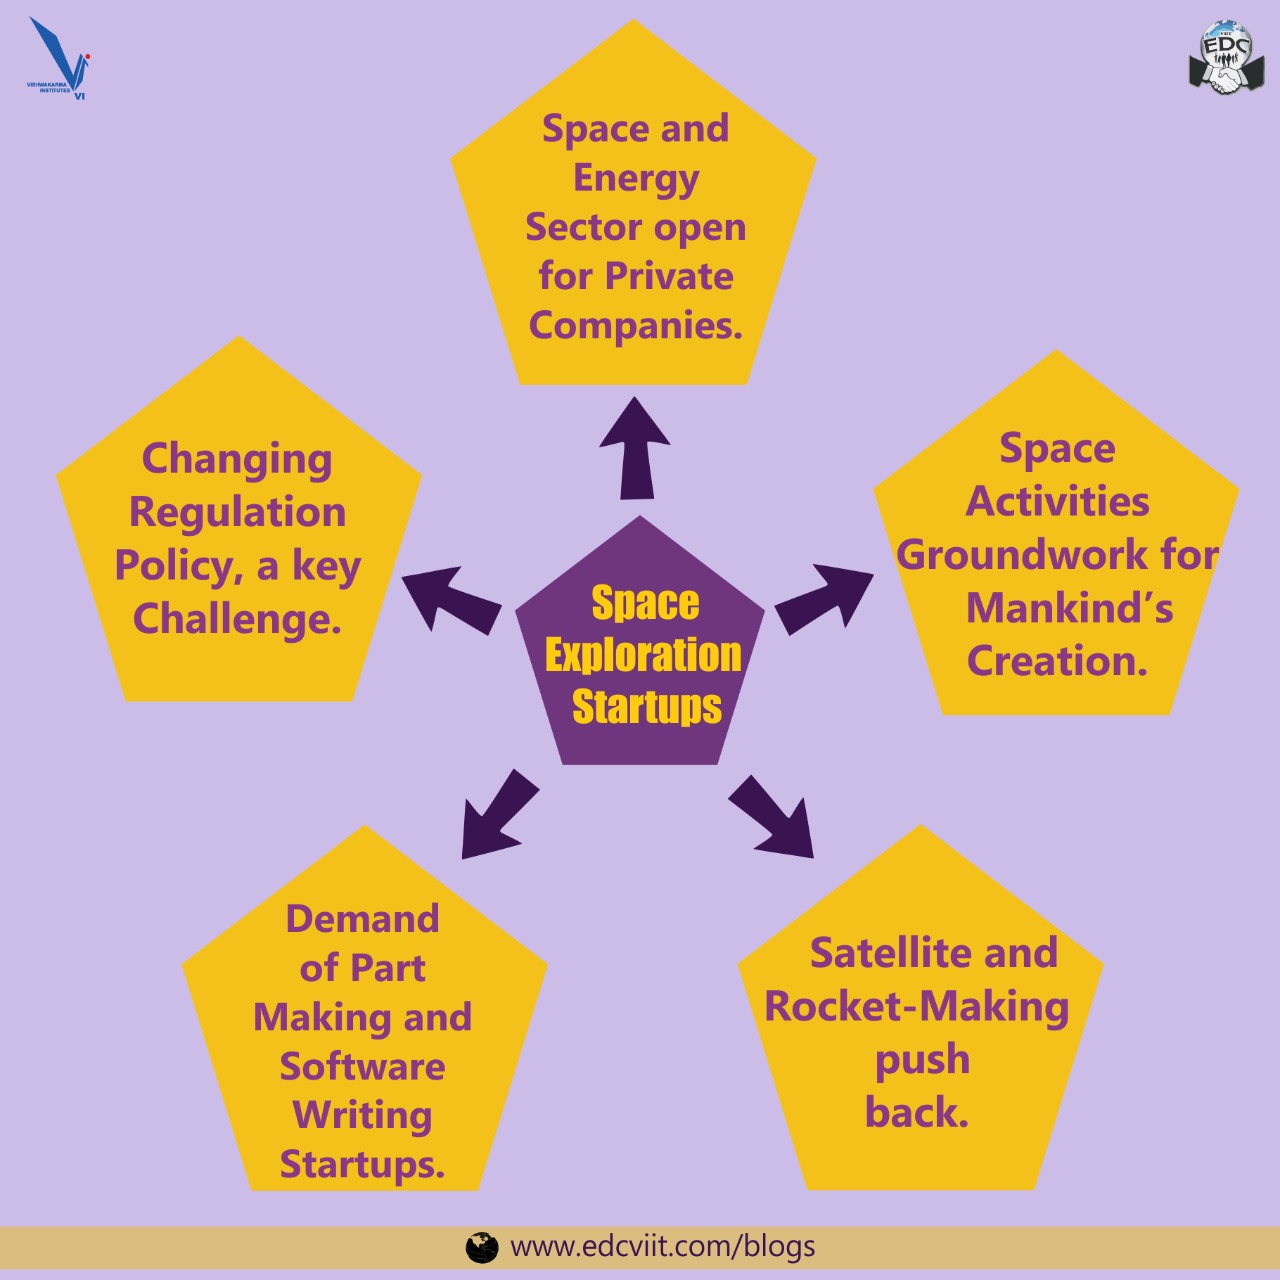 VISHWAKARMA
INSTITUTES
VI
VIIT
EDC
Space and
Energy
Sector open
for Private
Companies.
Changing
Regulation
Policy, a key
Challenge.
Space
Activities
Groundwork for
Mankind’s
Creation.
Space
Exploration
Startups
Demand
of Part
Making and
Software
Writing
Startups.
Satellite and
Rocket-Making
push
back.
www.edcviit.com/blogs